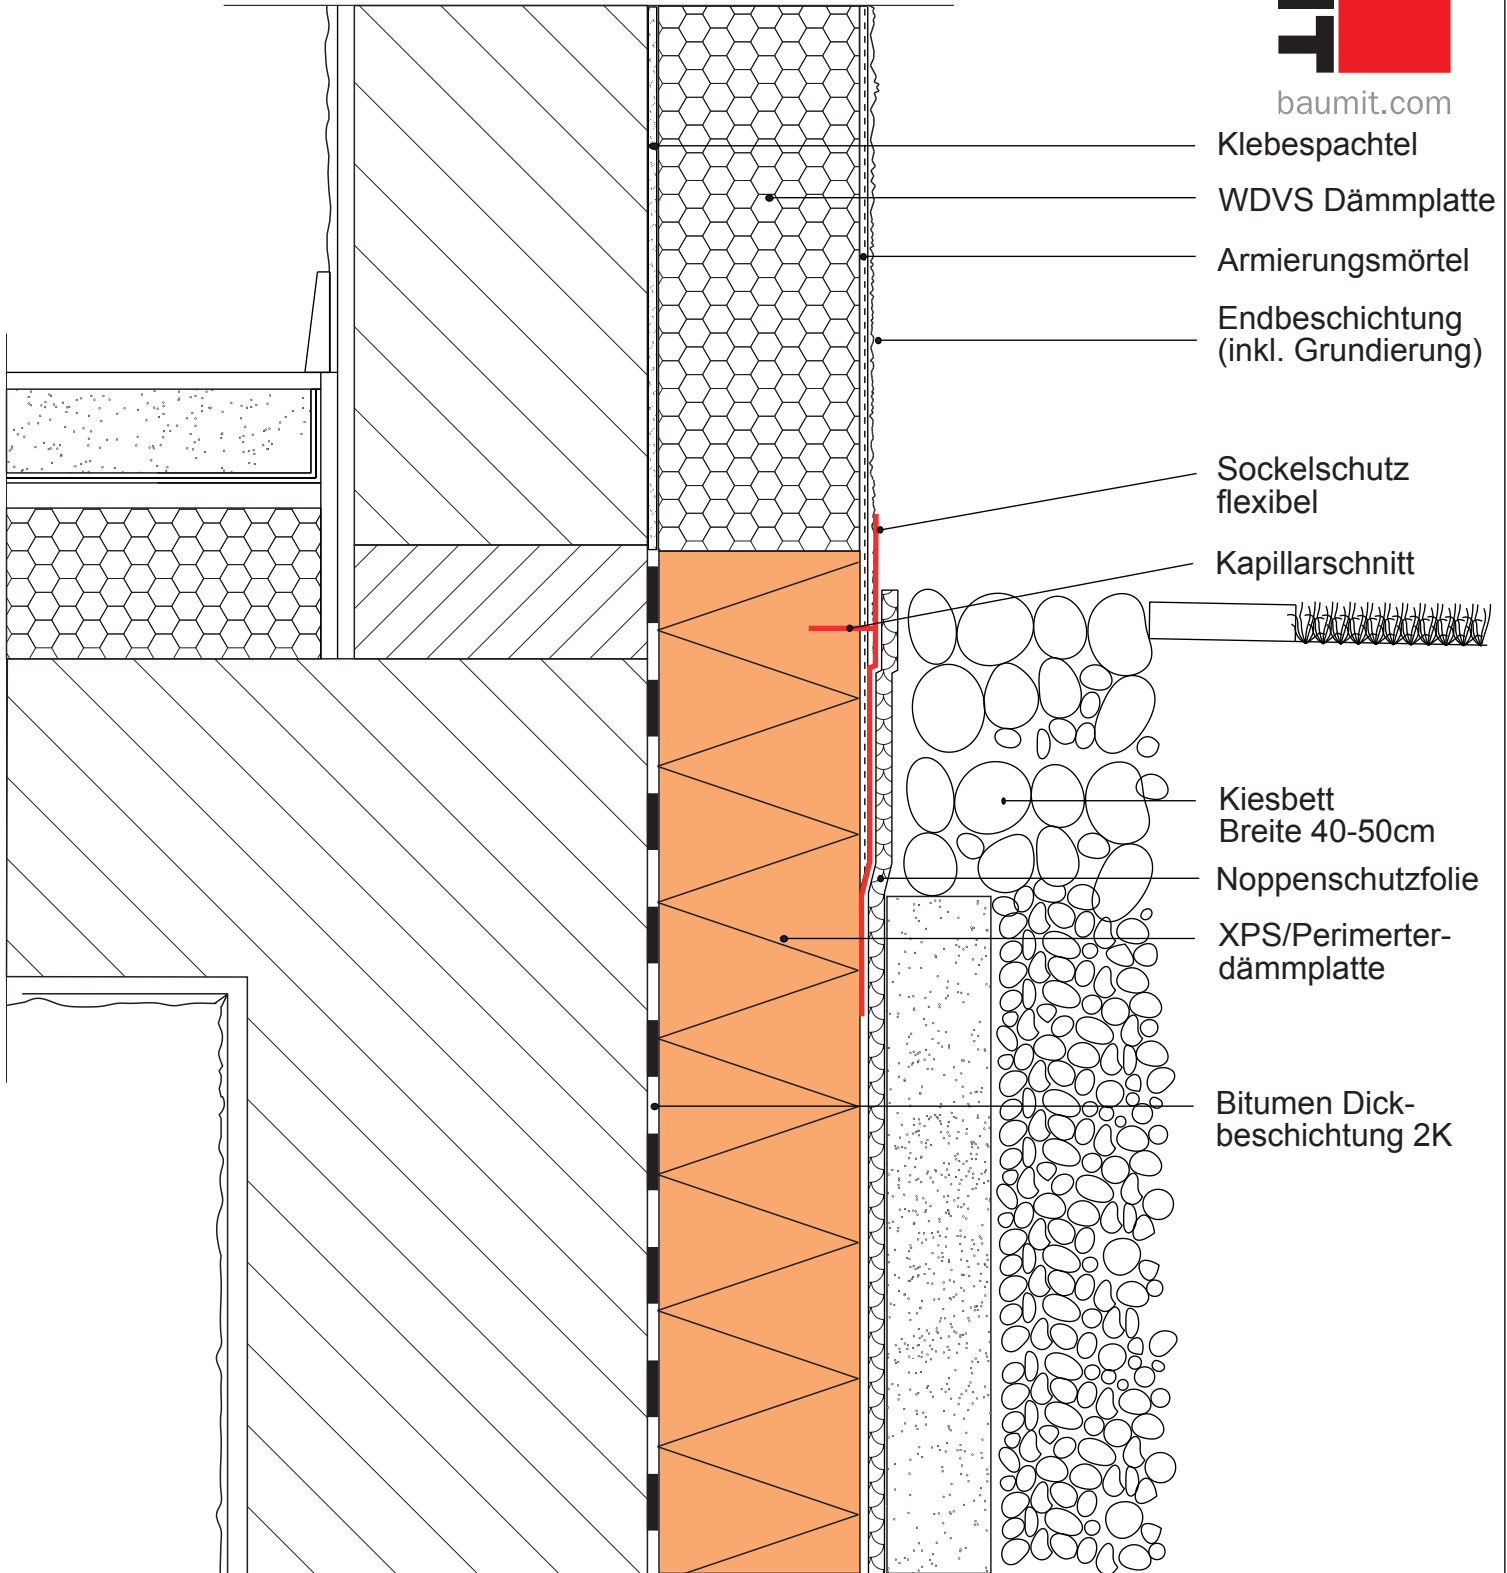 baumit.com
Klebespachtel
WDVS Dämmplatte
Armierungsmörtel
Endbeschichtung
(inkl. Grundierung)
Sockelschutz
flexibel
Kapillarschnitt
Kiesbett
Breite 40-50cm
Noppenschutzfolie
XPS/Perimerter-
dämmplatte
Bitumen Dick-
beschichtung 2K